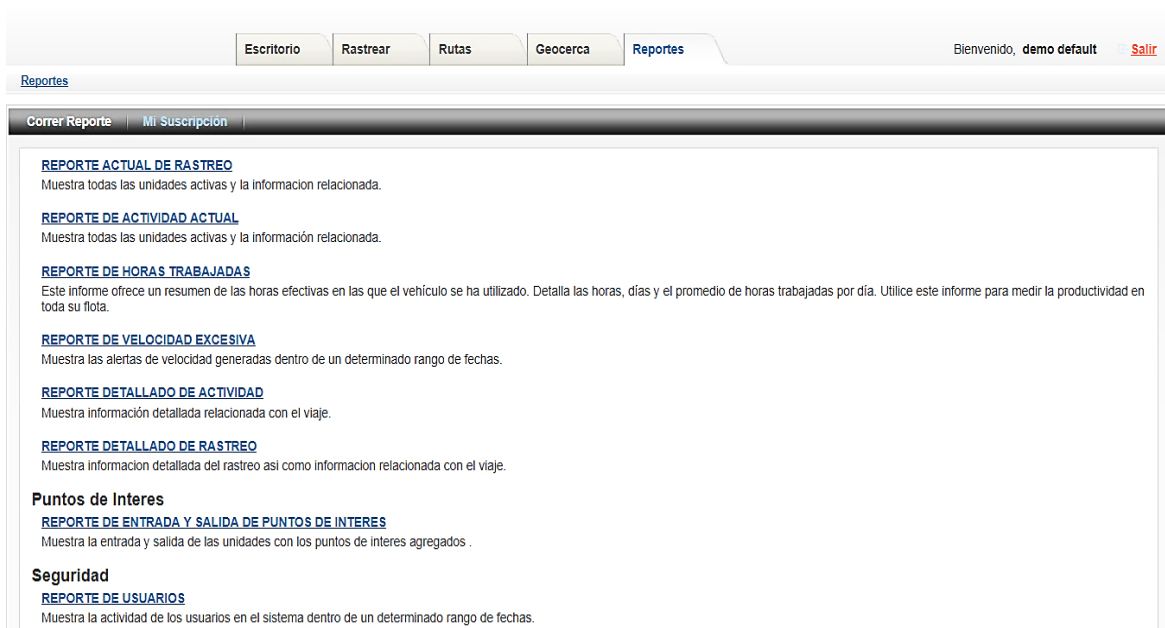 Escritorio Rastrear Rutas Geocerca Reportes Bienvenido, demo default Salir
Reportes
Correr Reporte Mi Suscripción
REPORTE ACTUAL DE RASTREO
Muestra todas las unidades activas y la informacion relacionada.
REPORTE DE ACTIVIDAD ACTUAL
Muestra todas las unidades activas y la información relacionada.
REPORTE DE HORAS TRABAJADAS
Este informe ofrece un resumen de las horas efectivas en las que el vehículo se ha utilizado. Detalla las horas, días y el promedio de horas trabajadas por día. Utilice este informe para medir la productividad en
toda su flota.
REPORTE DE VELOCIDAD EXCESIVA
Muestra las alertas de velocidad generadas dentro de un determinado rango de fechas.
REPORTE DETALLADO DE ACTIVIDAD
Muestra información detallada relacionada con el viaje.
REPORTE DETALLADO DE RASTREO
Muestra informacion detallada del rastreo asi como informacion relacionada con el viaje.
Puntos de Interes
REPORTE DE ENTRADA Y SALIDA DE PUNTOS DE INTERES
Muestra la entrada y salida de las unidades con los puntos de interes agregados .
Seguridad
REPORTE DE USUARIOS
Muestra la actividad de los usuarios en el sistema dentro de un determinado rango de fechas.